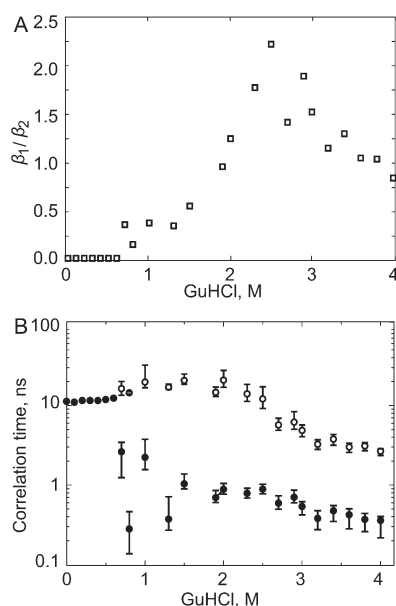 A
2.5
2.0
1.5
1.0
0.5
0.0
β1/β2
0 1 2 3 4
GuHCl, M
B
100
10
1
0.1
Correlation time, ns
0 1 2 3 4
GuHCl, M